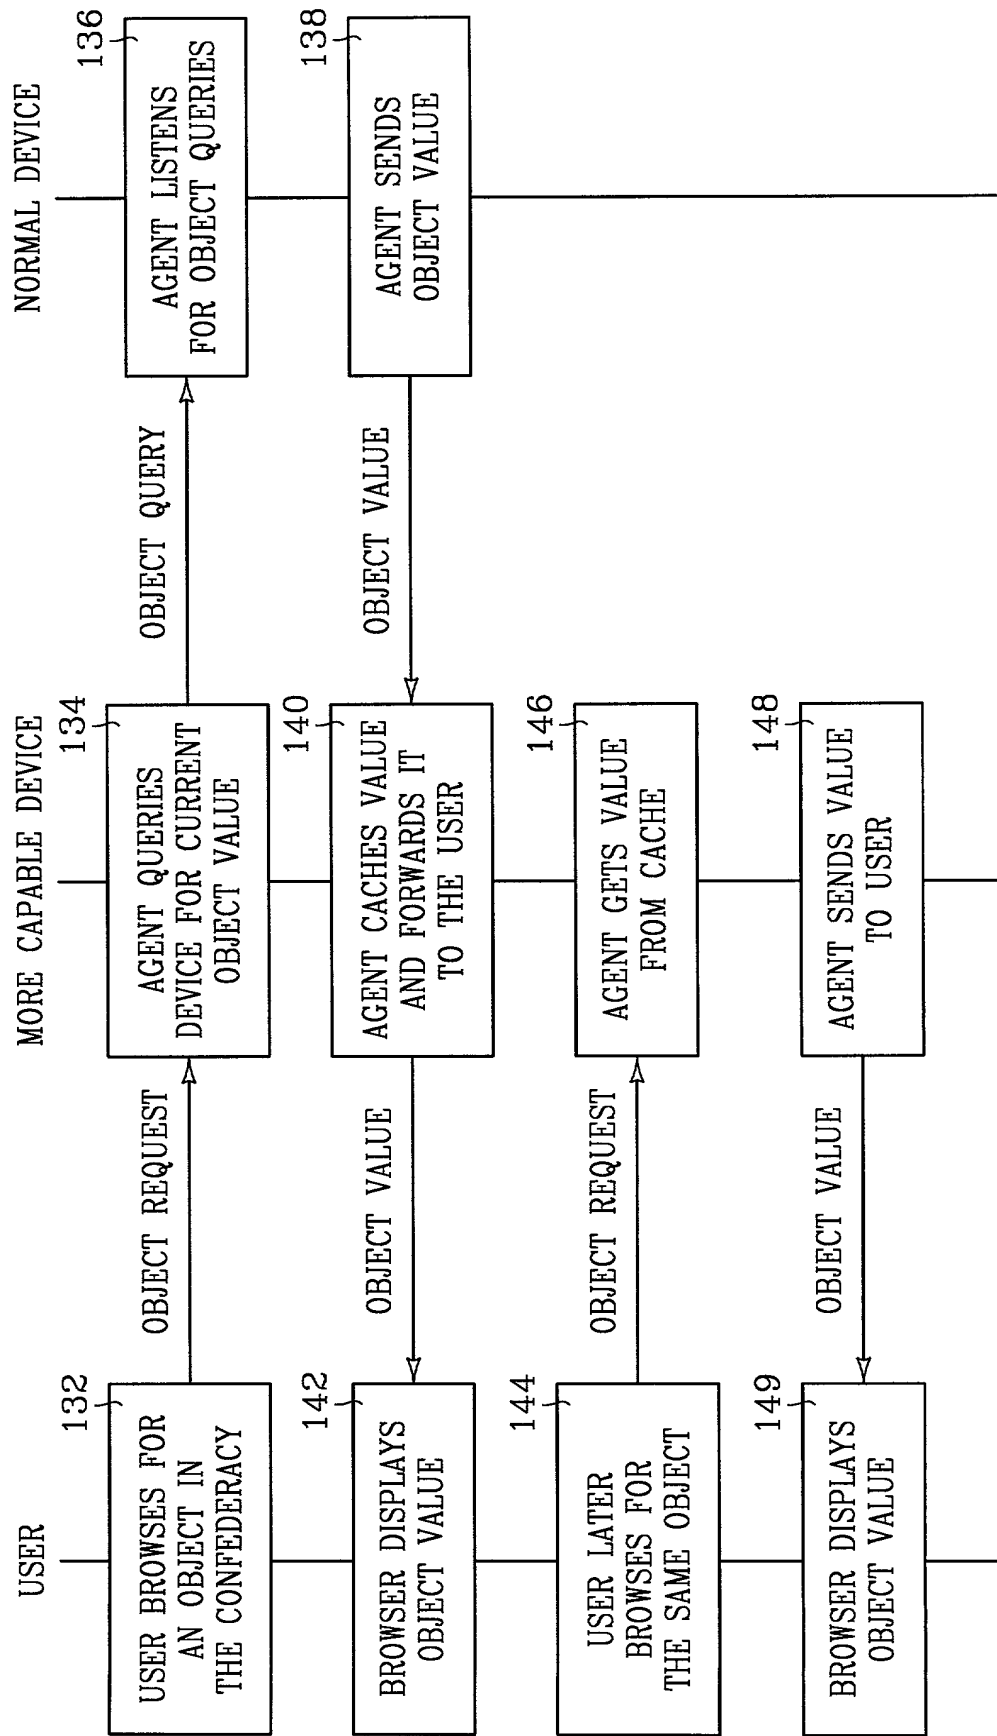 USER
MORE CAPABLE DEVICE
NORMAL DEVICE
132
USER BROWSES FOR
AN OBJECT IN
THE CONFEDERACY
OBJECT REQUEST
134
AGENT QUERIES
DEVICE FOR CURRENT
OBJECT VALUE
OBJECT QUERY
136
AGENT LISTENS
FOR OBJECT QUERIES
142
BROWSER DISPLAYS
OBJECT VALUE
OBJECT VALUE
140
AGENT CACHES VALUE
AND FORWARDS IT
TO THE USER
OBJECT VALUE
138
AGENT SENDS
OBJECT VALUE
144
USER LATER
BROWSES FOR
THE SAME OBJECT
OBJECT REQUEST
146
AGENT GETS VALUE
FROM CACHE
149
BROWSER DISPLAYS
OBJECT VALUE
OBJECT VALUE
148
AGENT SENDS VALUE
TO USER